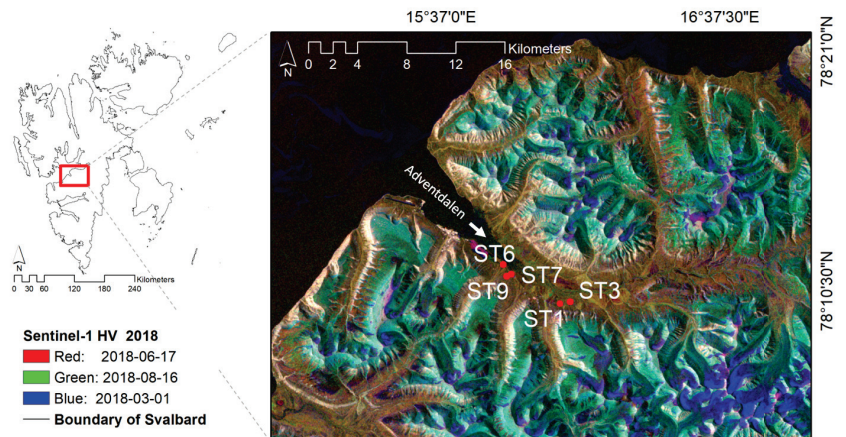 15°37'0"E
16°37'30"E
78°21'0"N
78°10'30"N
N
Kilometers
0 2 4 8 12 16
Adventdalen
ST6
ST7
ST9
ST3
ST1
N
Kilometers
0 30 60 120 180 240
Sentinel-1 HV 2018
Red: 2018-06-17
Green: 2018-08-16
Blue: 2018-03-01
Boundary of Svalbard